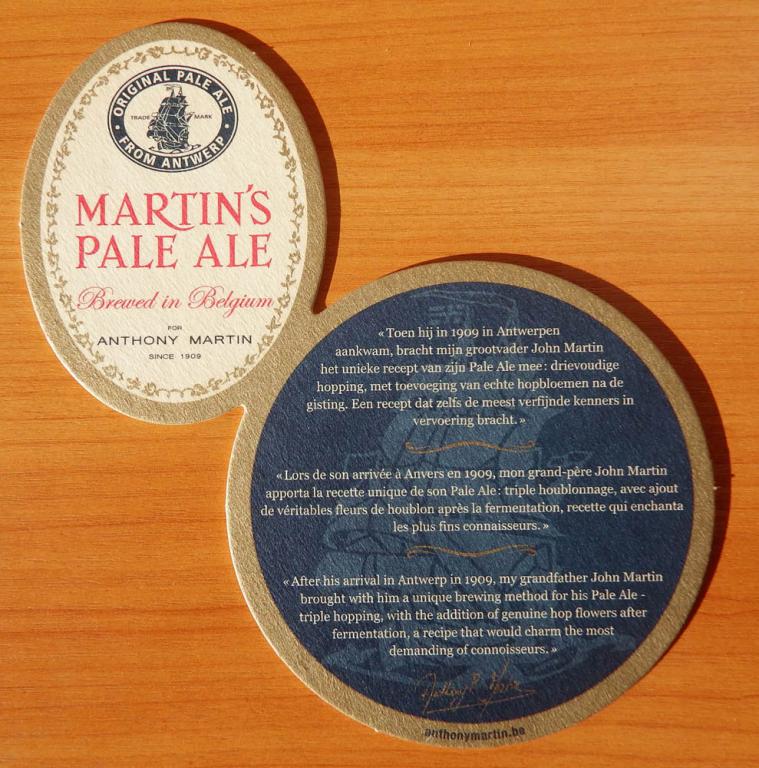 ORIGINAL PALE ALE
TRADE MARK
FROM ANTWERP
MARTIN'S
PALE ALE
Brewed in Belgium
FOR
ANTHONY MARTIN
SINCE 1909
«Toen hij in 1909 in Antwerpen
aankwam, bracht mijn grootvader John Martin
het unieke recept van zijn Pale Ale mee: drievoudige
hopping, met toevoeging van echte hopbloemen na de
gisting. Een recept dat zelfs de meest verfijnde kenners in
vervoering bracht.»
«Lors de son arrivée à Anvers en 1909, mon grand-père John Martin
apporta la recette unique de son Pale Ale: triple houblonnage, avec ajout
de véritables fleurs de houblon après la fermentation, recette qui enchanta
les plus fins connaisseurs.»
«After his arrival in Antwerp in 1909, my grandfather John Martin
brought with him a unique brewing method for his Pale Ale -
triple hopping, with the addition of genuine hop flowers after
fermentation, a recipe that would charm the most
demanding of connoisseurs.»
anthonymartin.be